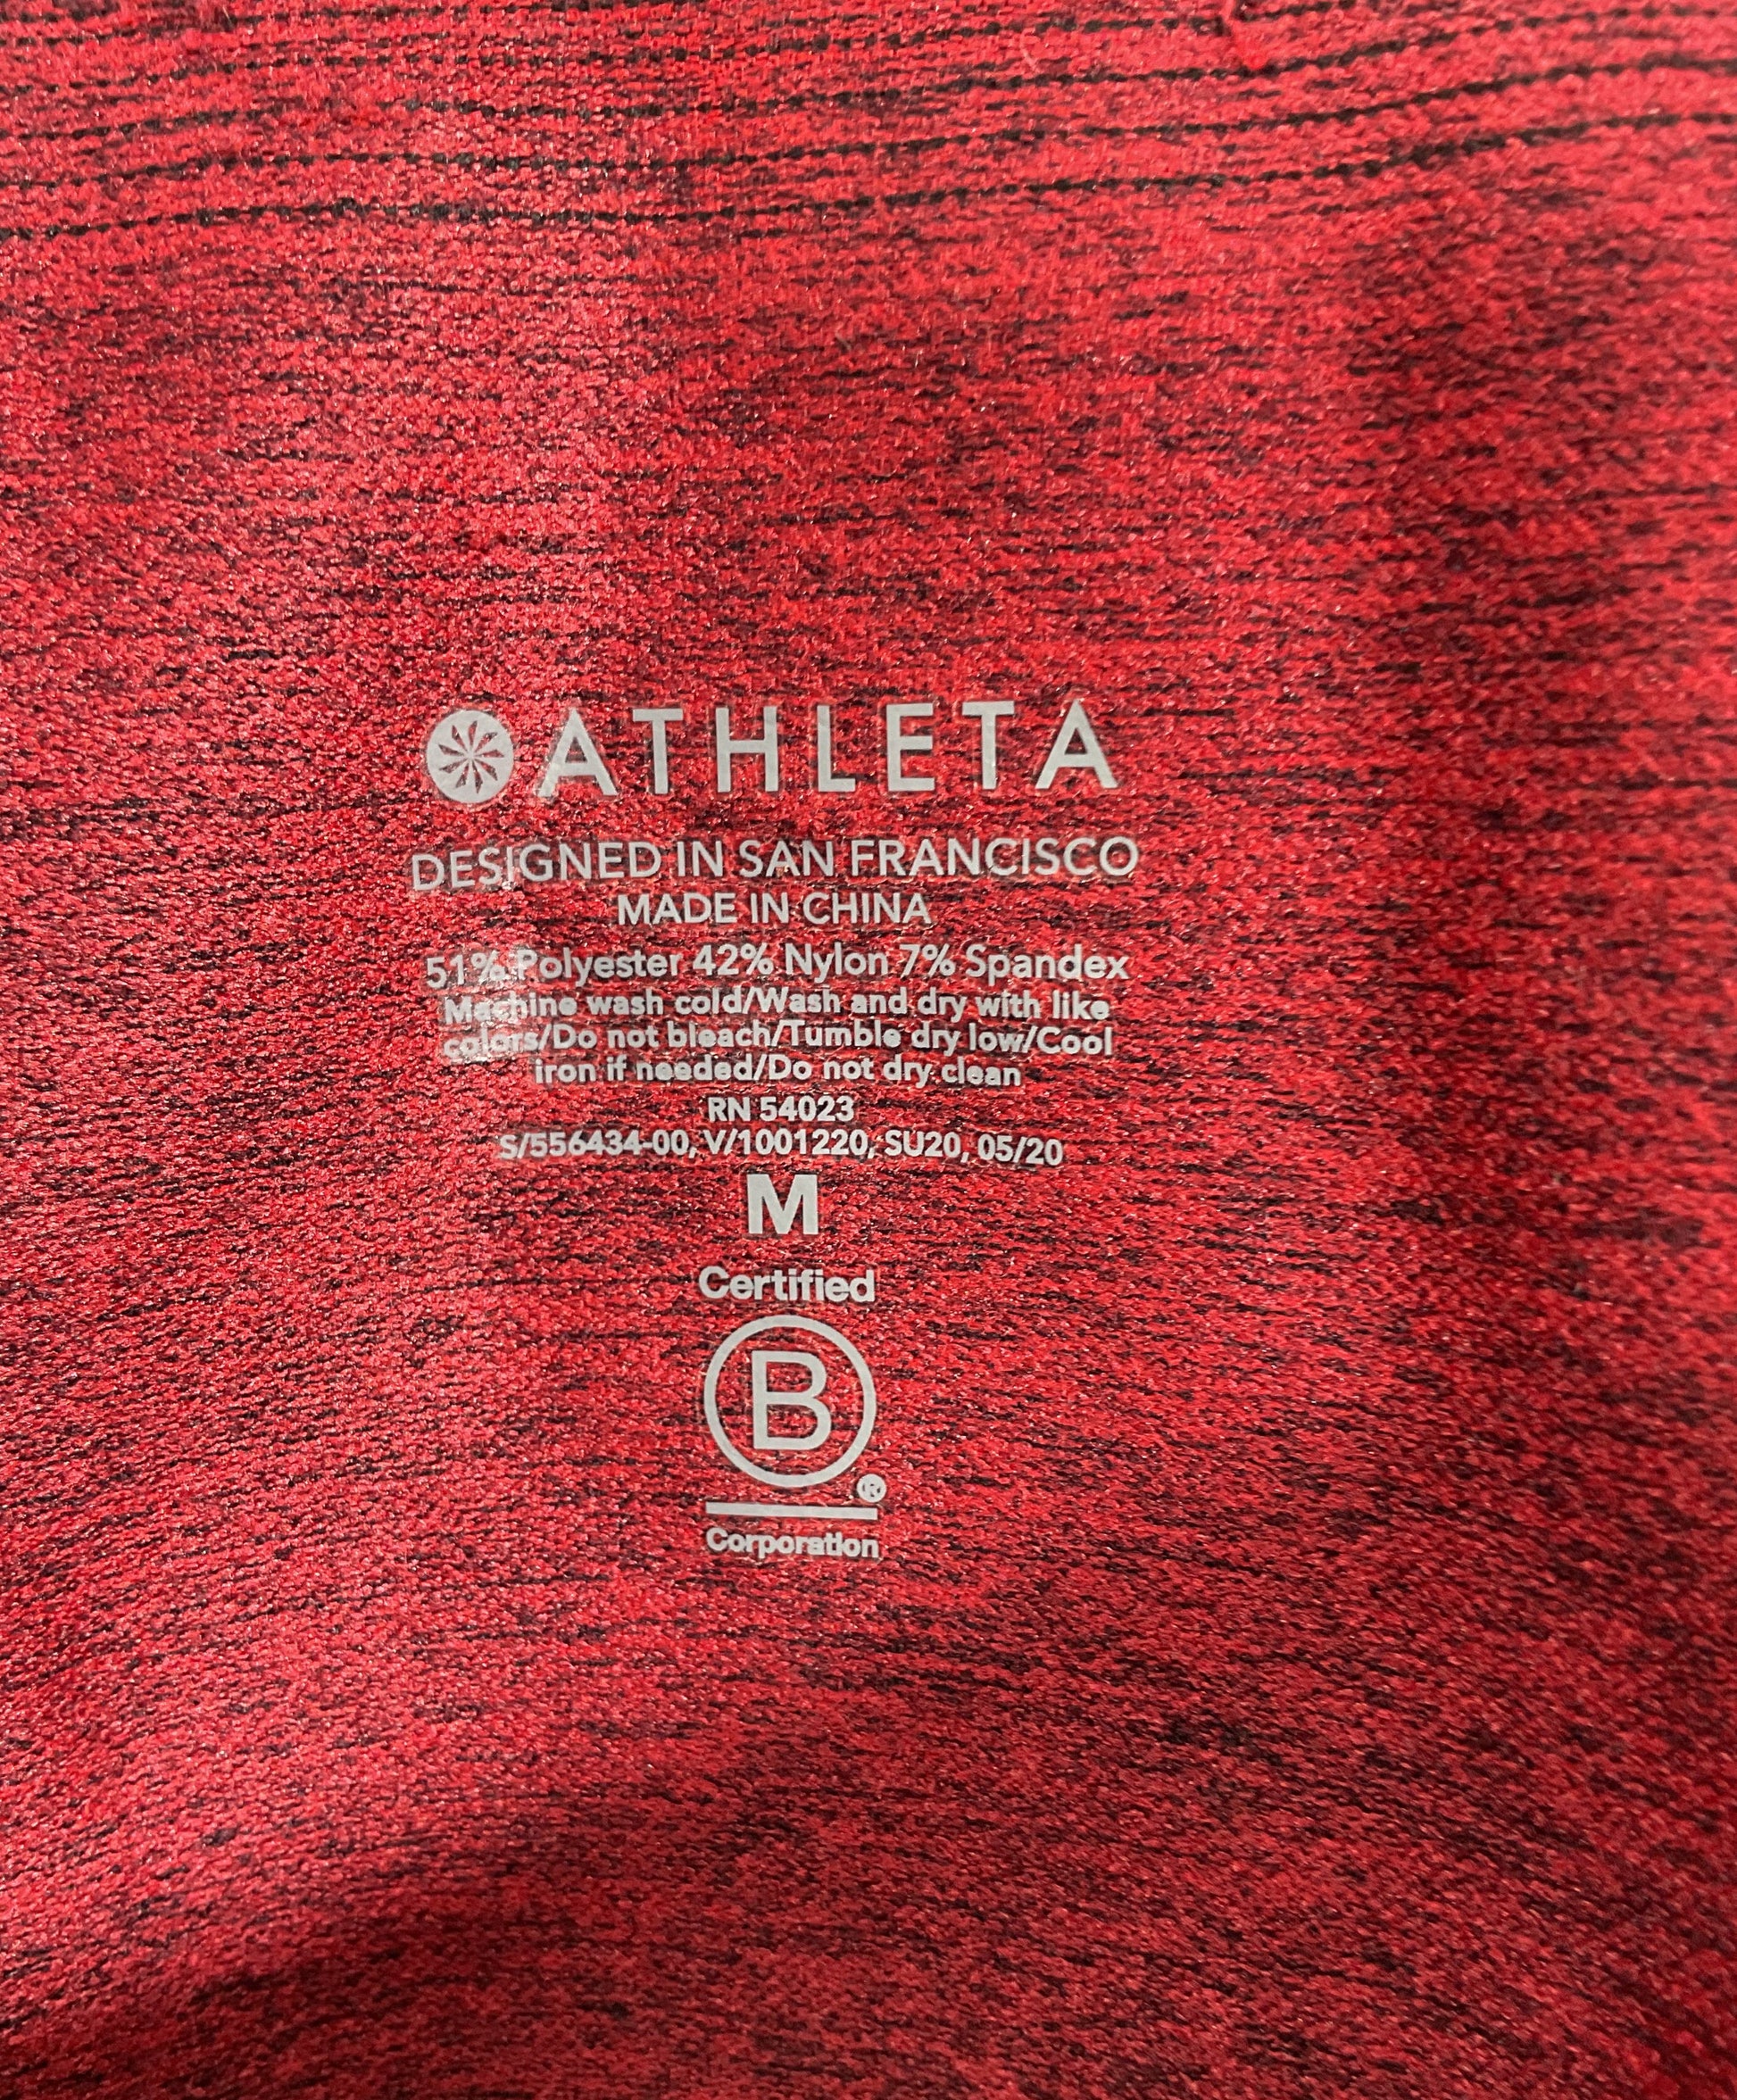 ATHLETA
DESIGNED IN SAN FRANCISCO
MADE IN CHINA
51% Polyester 42% Nylon 7% Spandex
Machine wash cold/Wash and dry with like
colors/Do not bleach/Tumble dry low/Cool
iron if needed/Do not dry clean
RN 54023
S/556434-00, V/1001220, SU20, 05/20
M
Certified
B
®
Corporation